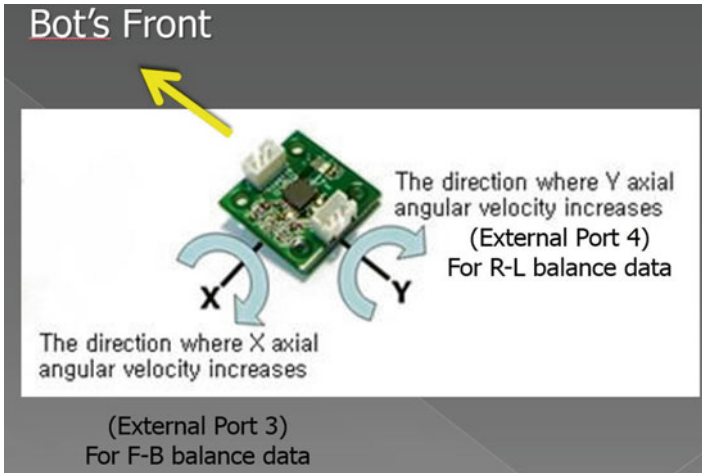 Bot's Front
The direction where Y axial
angular velocity increases
(External Port 4)
For R-L balance data
X
Y
The direction where X axial
angular velocity increases
(External Port 3)
For F-B balance data